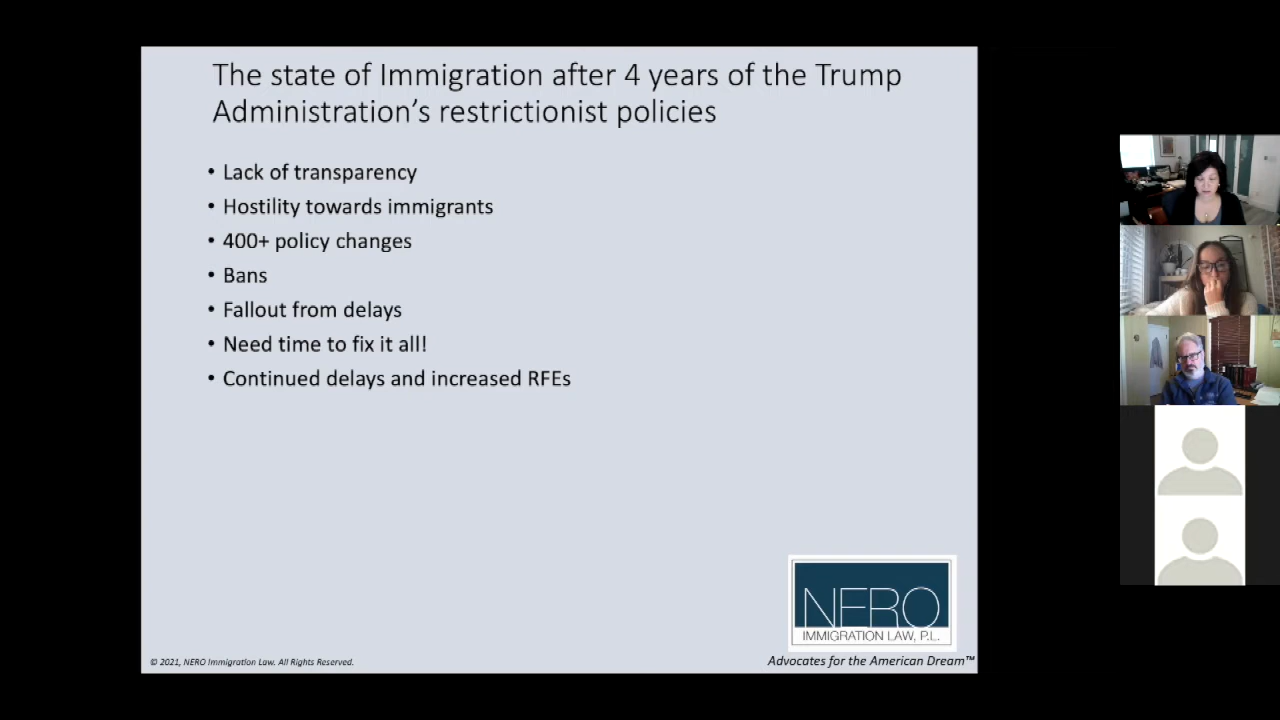 The state of Immigration after 4 years of the Trump
Administration's restrictionist policies
• Lack of transparency
• Hostility towards immigrants
• 400+ policy changes
• Bans
• Fallout from delays
• Need time to fix it all!
• Continued delays and increased RFEs
NERO
IMMIGRATION LAW, P.L.
© 2021, NERO Immigration Law. All Rights Reserved.
Advocates for the American Dream™